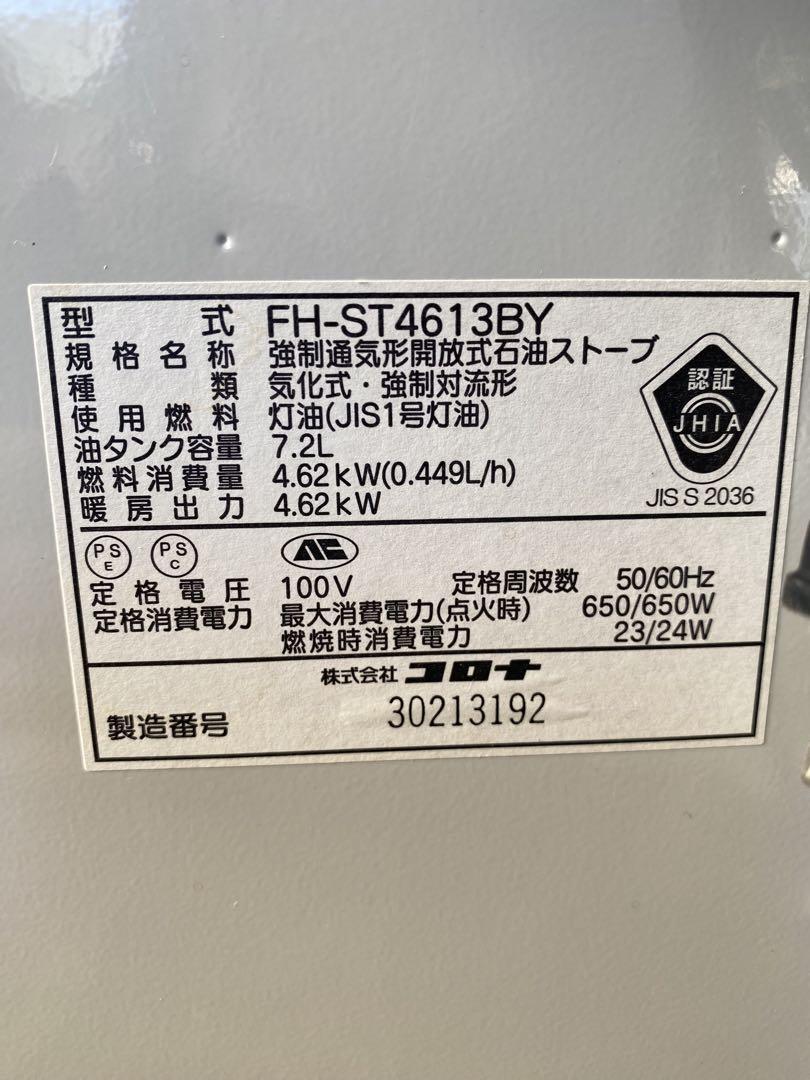 型式 FH-ST4613BY
規格名称 強制通気形開放式石油ストーブ
種類 気化式・強制対流形
使用燃料 灯油(JIS1号灯油)
油タンク容量 7.2L
燃料消費量 4.62kW(0.449L/h)
暖房出力 4.62kW
認証
JHIA
JIS S 2036
PS E PS C
定格電圧 100V 定格周波数 50/60Hz
定格消費電力 最大消費電力(点火時) 650/650W
燃焼時消費電力 23/24W
株式会社 コロナ
製造番号 30213192